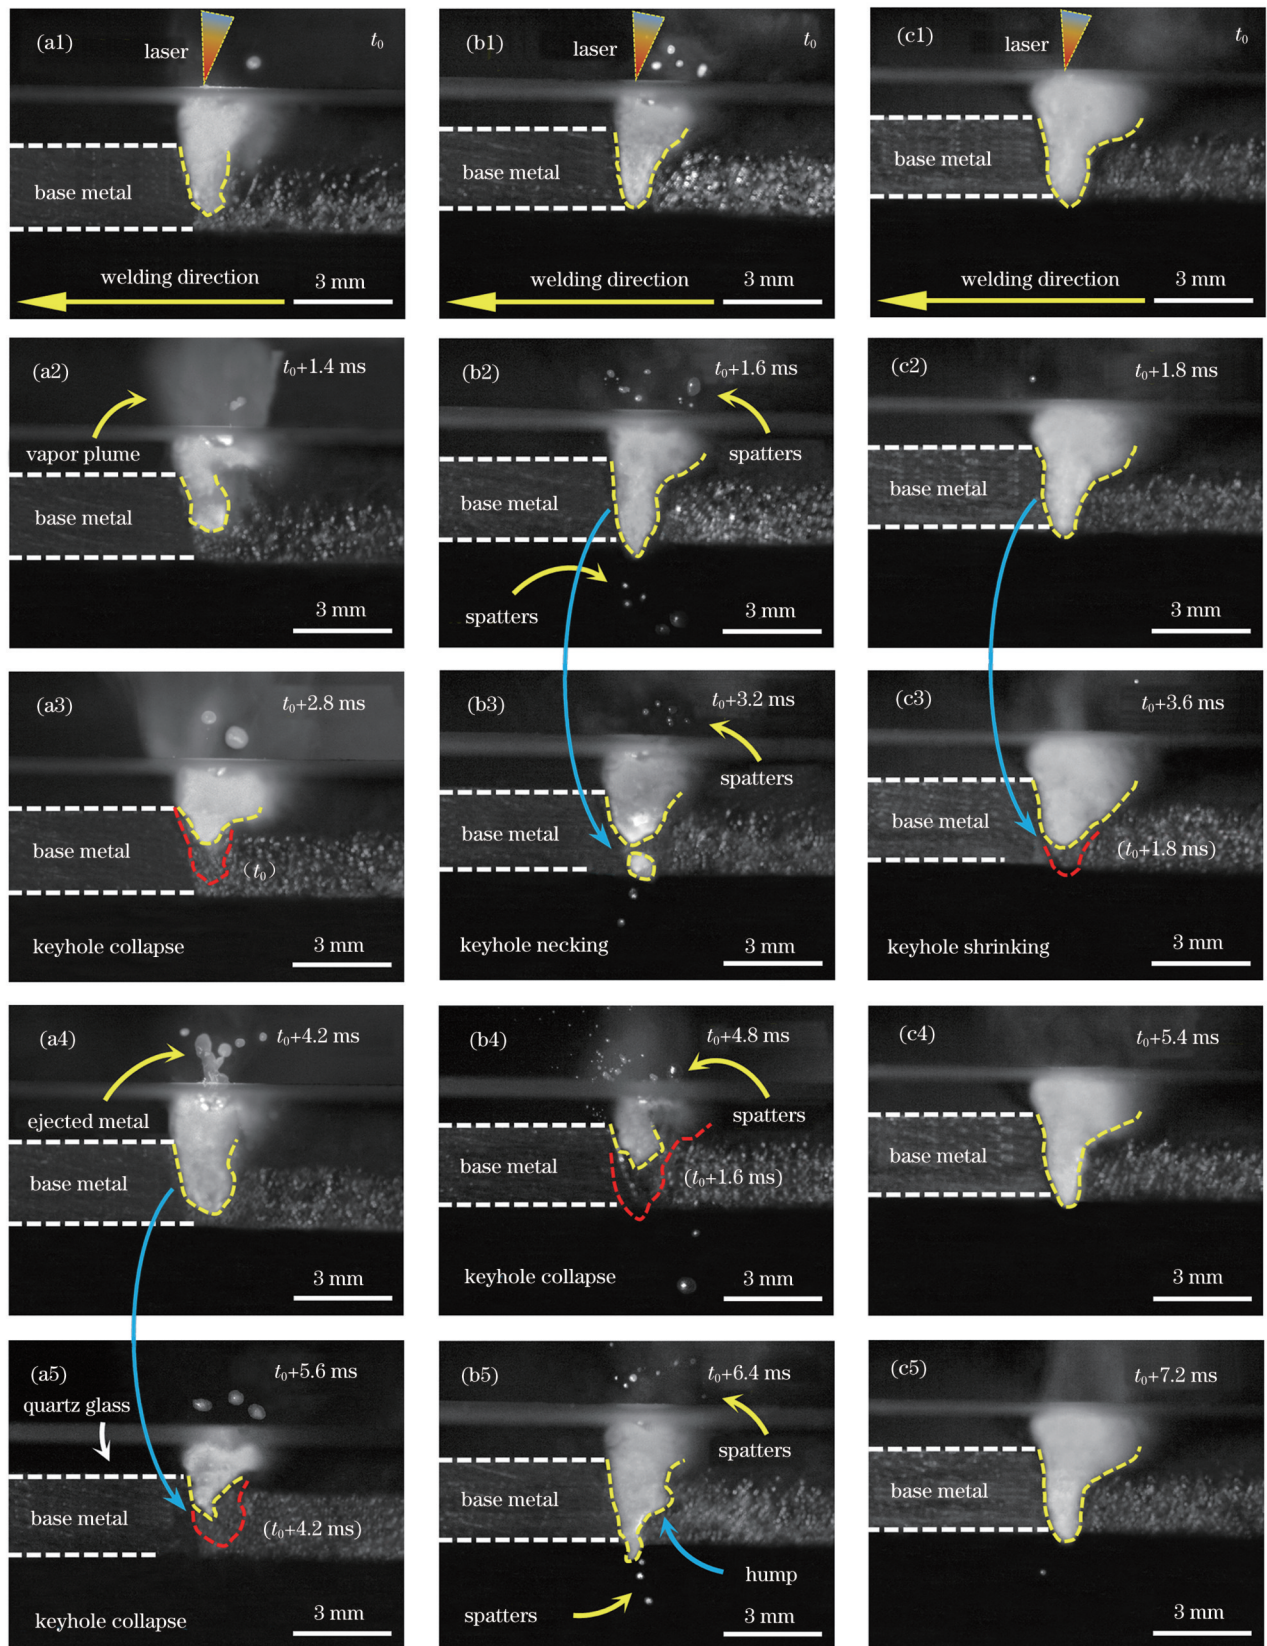 (a1)
laser
t₀
base metal
welding direction
3 mm
(b1)
laser
t₀
base metal
welding direction
3 mm
(c1)
laser
t₀
base metal
welding direction
3 mm
(a2)
t₀+1.4 ms
vapor plume
base metal
3 mm
(b2)
t₀+1.6 ms
spatters
base metal
spatters
3 mm
(c2)
t₀+1.8 ms
base metal
3 mm
(a3)
t₀+2.8 ms
base metal
(t₀)
keyhole collapse
3 mm
(b3)
t₀+3.2 ms
spatters
base metal
keyhole necking
3 mm
(c3)
t₀+3.6 ms
base metal
(t₀+1.8 ms)
keyhole shrinking
3 mm
(a4)
t₀+4.2 ms
ejected metal
base metal
3 mm
(b4)
t₀+4.8 ms
spatters
base metal
(t₀+1.6 ms)
keyhole collapse
3 mm
(c4)
t₀+5.4 ms
base metal
3 mm
(a5)
t₀+5.6 ms
quartz glass
base metal
(t₀+4.2 ms)
keyhole collapse
3 mm
(b5)
t₀+6.4 ms
spatters
base metal
hump
spatters
3 mm
(c5)
t₀+7.2 ms
base metal
3 mm